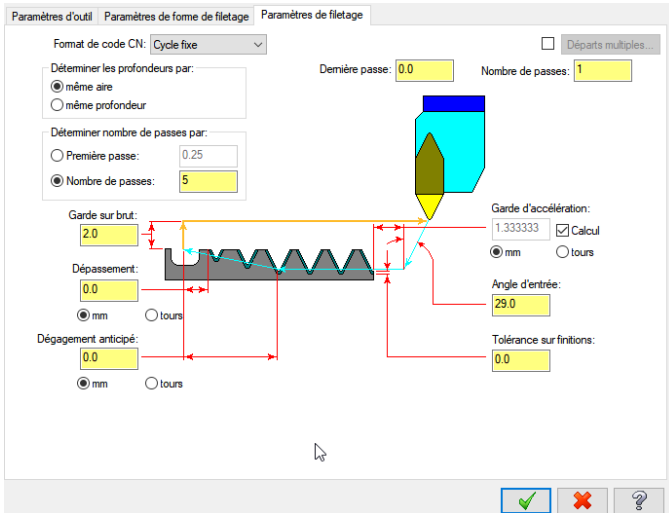 Paramètres d'outil Paramètres de forme de filetage Paramètres de filetage
Format de code CN: Cycle fixe
Départs multiples...
Déterminer les profondeurs par:
même aire
même profondeur
Dernière passe: 0.0
Nombre de passes: 1
Déterminer nombre de passes par:
Première passe: 0.25
Nombre de passes: 5
Garde sur brut:
2.0
Garde d'accélération:
1.333333 Calcul
mm tours
Dépassement:
0.0
mm tours
Angle d'entrée:
29.0
Dégagement anticipé:
0.0
mm tours
Tolérance sur finitions:
0.0